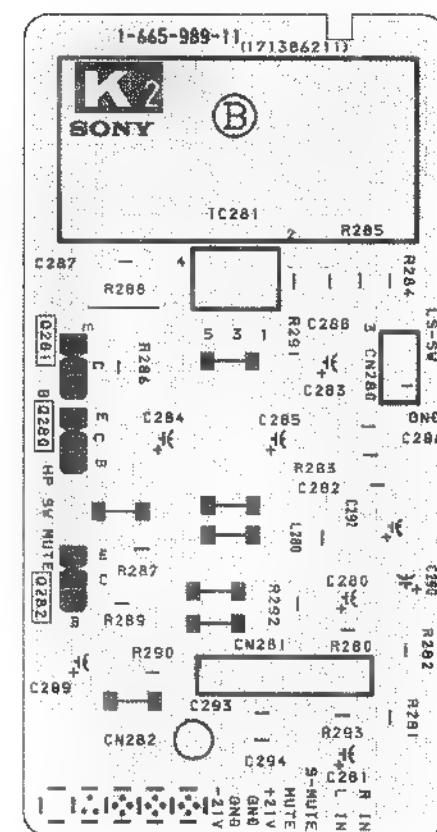 1-665-989-11
(171386211)
K 2
SONY
B
TC281
2
R285
C287
4
R284
R288
E
Q281
C
B
5 3 1
R291
C288
3
LS-SW
R286
C283
CN280
1
Q280
E
C
B
C284
C285
GND
R283
C282
HP SW MUTE
C292
L280
E
C
B
Q282
R287
R289
R292
C280
R290
CN281
R280
R282
C289
C293
R281
CN282
C294
R293
C281
-21V
GND
GND
+21V
MUTE
S-MUTE
L IN
R IN